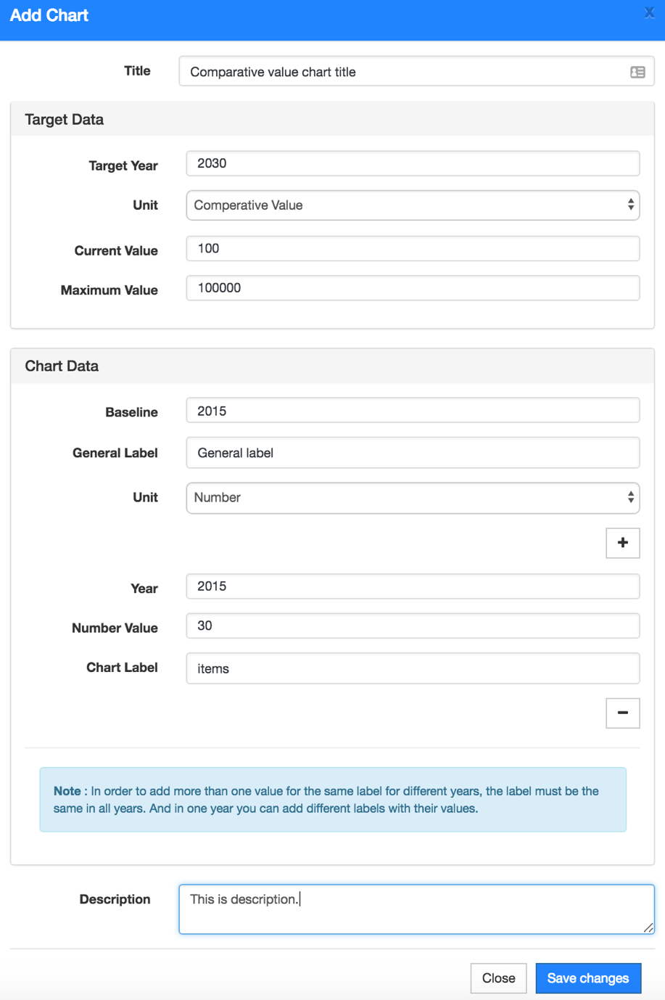 Add Chart X
Title Comparative value chart title
Target Data
Target Year 2030
Unit Comperative Value
Current Value 100
Maximum Value 100000
Chart Data
Baseline 2015
General Label General label
Unit Number
+
Year 2015
Number Value 30
Chart Label items
−
Note : In order to add more than one value for the same label for different years, the label must be the
same in all years. And in one year you can add different labels with their values.
Description This is description.
Close Save changes